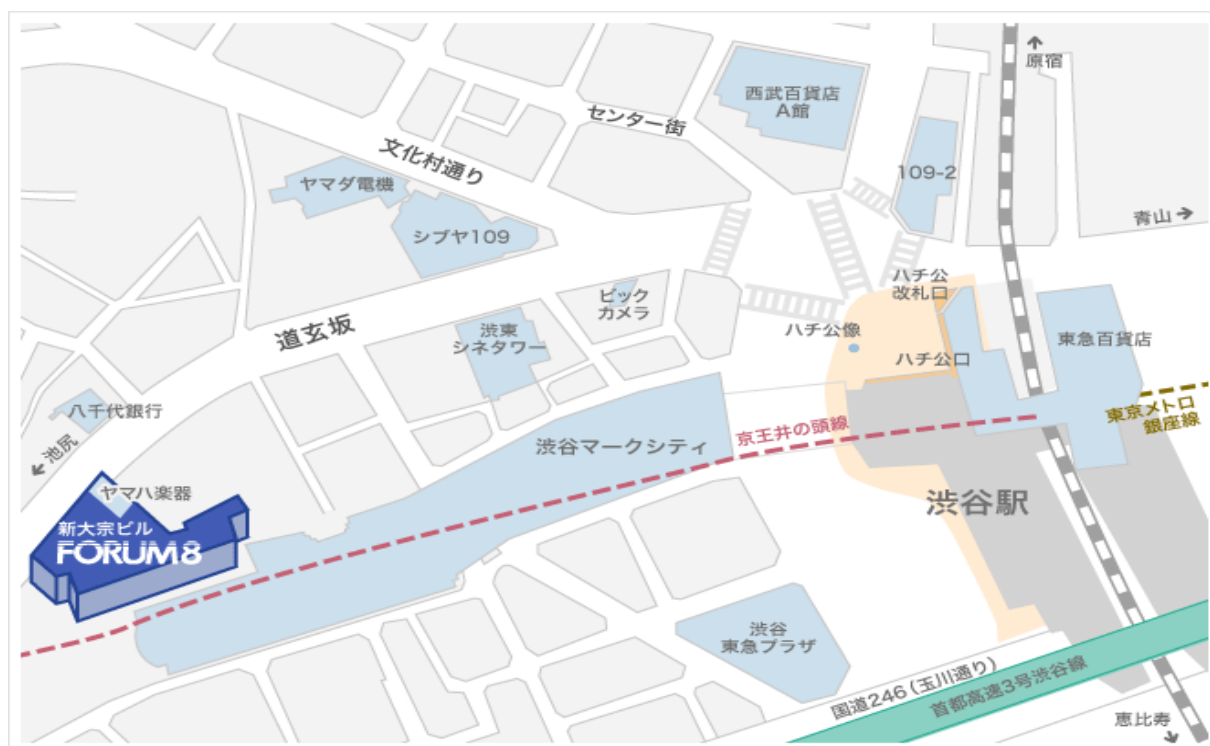 原宿
西武百貨店
A館
センター街
文化村通り
109-2
ヤマダ電機
シブヤ109
青山
ハチ公
改札口
ビック
カメラ
道玄坂
渋東
シネタワー
ハチ公像
東急百貨店
ハチ公口
八千代銀行
東京メトロ
銀座線
京王井の頭線
渋谷マークシティ
池尻
ヤマハ楽器
渋谷駅
新大宗ビル
FORUM8
渋谷
東急プラザ
国道246(玉川通り)
首都高速3号渋谷線
恵比寿